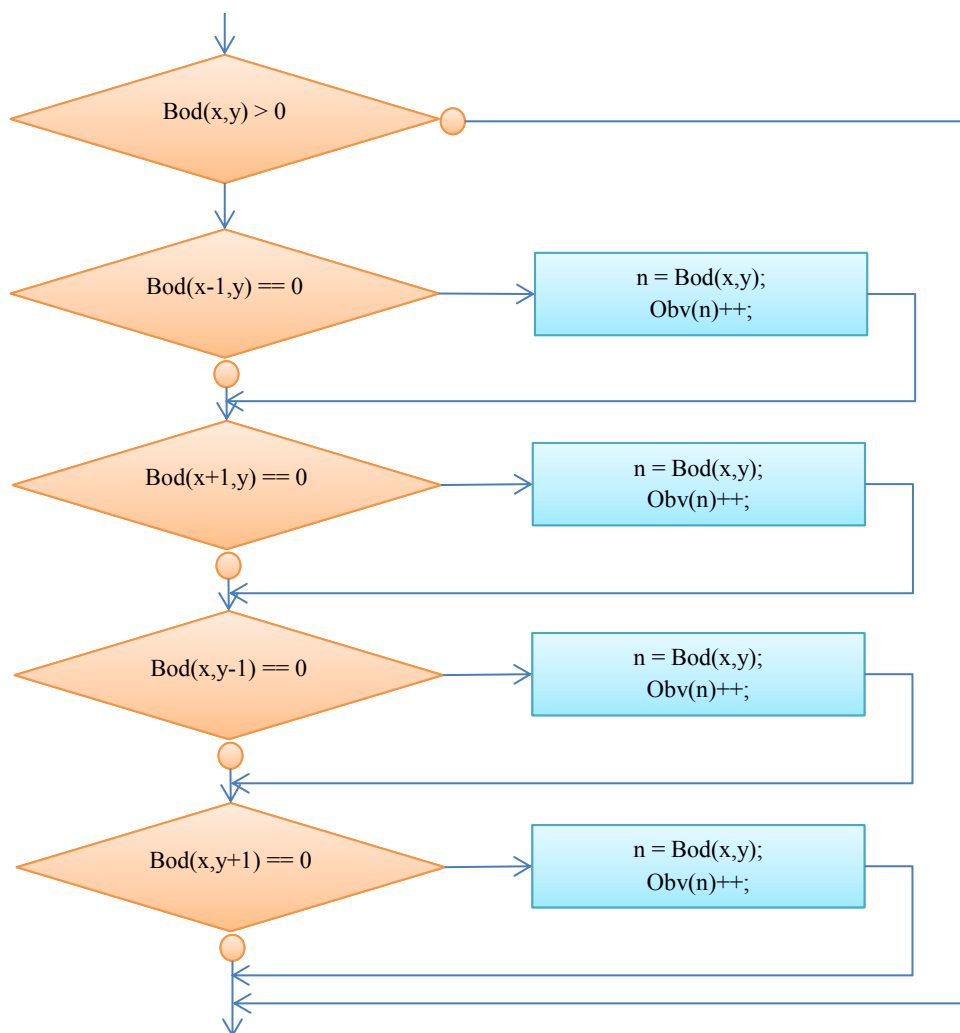 Bod(x,y) > 0
Bod(x-1,y) == 0
n = Bod(x,y);
Obv(n)++;
Bod(x+1,y) == 0
n = Bod(x,y);
Obv(n)++;
Bod(x,y-1) == 0
n = Bod(x,y);
Obv(n)++;
Bod(x,y+1) == 0
n = Bod(x,y);
Obv(n)++;